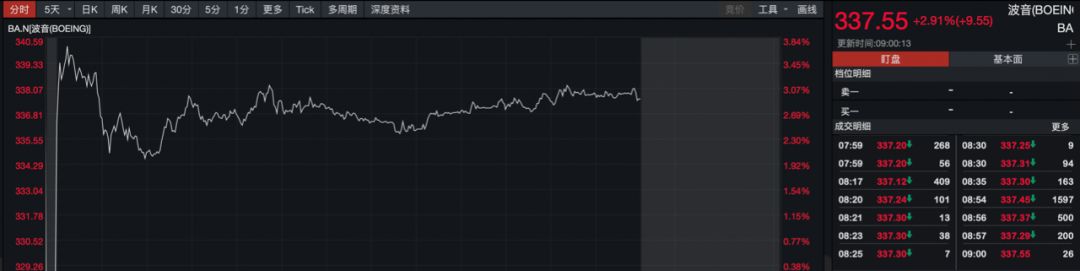 分时 5天 日K 周K 月K 30分 5分 1分 更多 Tick 多周期 深度资料 竞价 工具 画线
BA.N[波音(BOEING)]
340.59 3.84%
339.33 3.45%
338.07 3.07%
336.81 2.69%
335.55 2.30%
334.29 1.92%
333.04 1.54%
331.78 1.15%
330.52 0.77%
329.26 0.38%
波音(BOEING
337.55 +2.91%(+9.55) BA
更新时间:09:00:13
盯盘 基本面
档位明细
卖一 - -
买一 - -
成交明细 更多
07:59 337.20 268 08:30 337.25 9
07:59 337.20 56 08:30 337.31 94
08:17 337.12 409 08:35 337.30 163
08:20 337.24 101 08:54 337.45 1597
08:21 337.30 13 08:56 337.37 500
08:23 337.30 38 08:57 337.29 200
08:25 337.30 7 09:00 337.55 26